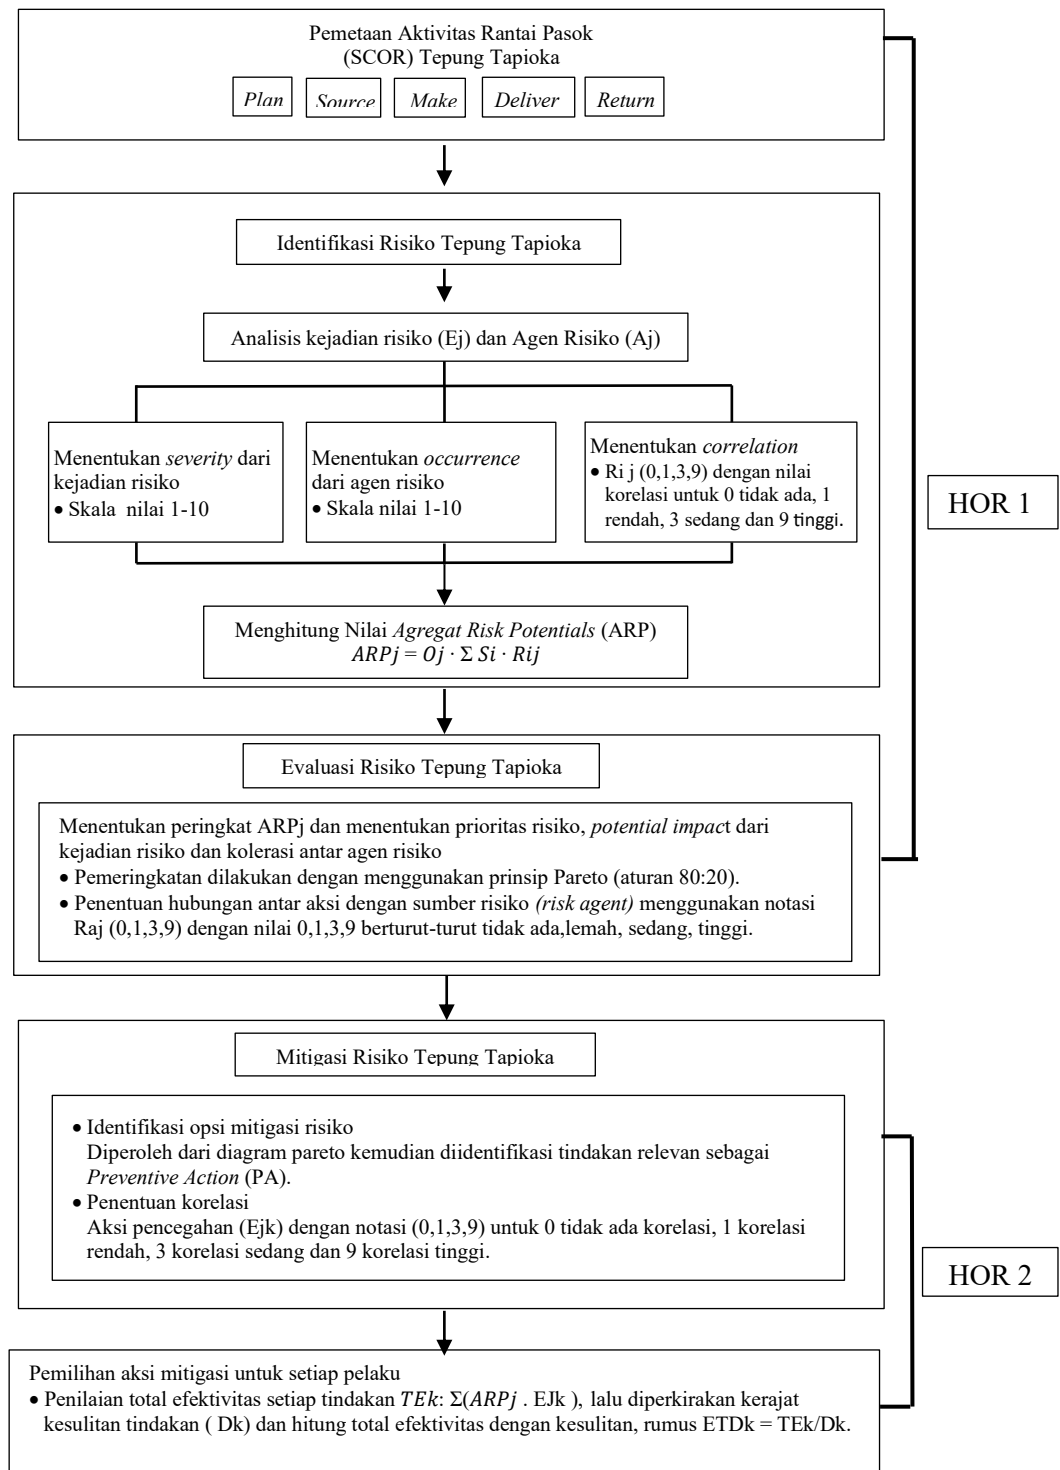 Pemetaan Aktivitas Rantai Pasok
(SCOR) Tepung Tapioka
Plan Source Make Deliver Return
Identifikasi Risiko Tepung Tapioka
Analisis kejadian risiko (Ej) dan Agen Risiko (Aj)
Menentukan severity dari
kejadian risiko
• Skala nilai 1-10
Menentukan occurrence
dari agen risiko
• Skala nilai 1-10
Menentukan correlation
• Ri j (0,1,3,9) dengan nilai
korelasi untuk 0 tidak ada, 1
rendah, 3 sedang dan 9 tinggi.
HOR 1
Menghitung Nilai Agregat Risk Potentials (ARP)
ARPj = Oj · Σ Si · Rij
Evaluasi Risiko Tepung Tapioka
Menentukan peringkat ARPj dan menentukan prioritas risiko, potential impact dari
kejadian risiko dan kolerasi antar agen risiko
• Pemeringkatan dilakukan dengan menggunakan prinsip Pareto (aturan 80:20).
• Penentuan hubungan antar aksi dengan sumber risiko (risk agent) menggunakan notasi
Raj (0,1,3,9) dengan nilai 0,1,3,9 berturut-turut tidak ada,lemah, sedang, tinggi.
Mitigasi Risiko Tepung Tapioka
• Identifikasi opsi mitigasi risiko
Diperoleh dari diagram pareto kemudian diidentifikasi tindakan relevan sebagai
Preventive Action (PA).
• Penentuan korelasi
Aksi pencegahan (Ejk) dengan notasi (0,1,3,9) untuk 0 tidak ada korelasi, 1 korelasi
rendah, 3 korelasi sedang dan 9 korelasi tinggi.
HOR 2
Pemilihan aksi mitigasi untuk setiap pelaku
• Penilaian total efektivitas setiap tindakan TEk: Σ(ARPj . EJk ), lalu diperkirakan kerajat
kesulitan tindakan ( Dk) dan hitung total efektivitas dengan kesulitan, rumus ETDk = TEk/Dk.